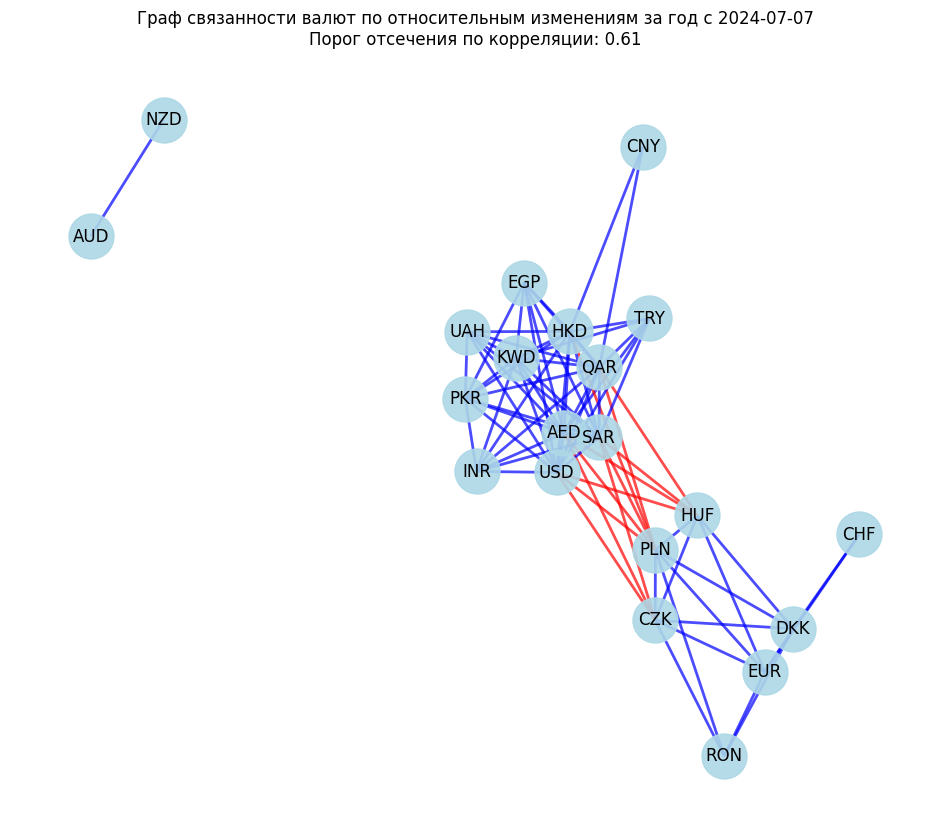 Граф связанности валют по относительным изменениям за год с 2024-07-07
Порог отсечения по корреляции: 0.61
NZD
CNY
AUD
EGP
TRY
UAH
HKD
KWD
QAR
PKR
AED
SAR
INR
USD
HUF
CHF
PLN
CZK
DKK
EUR
RON